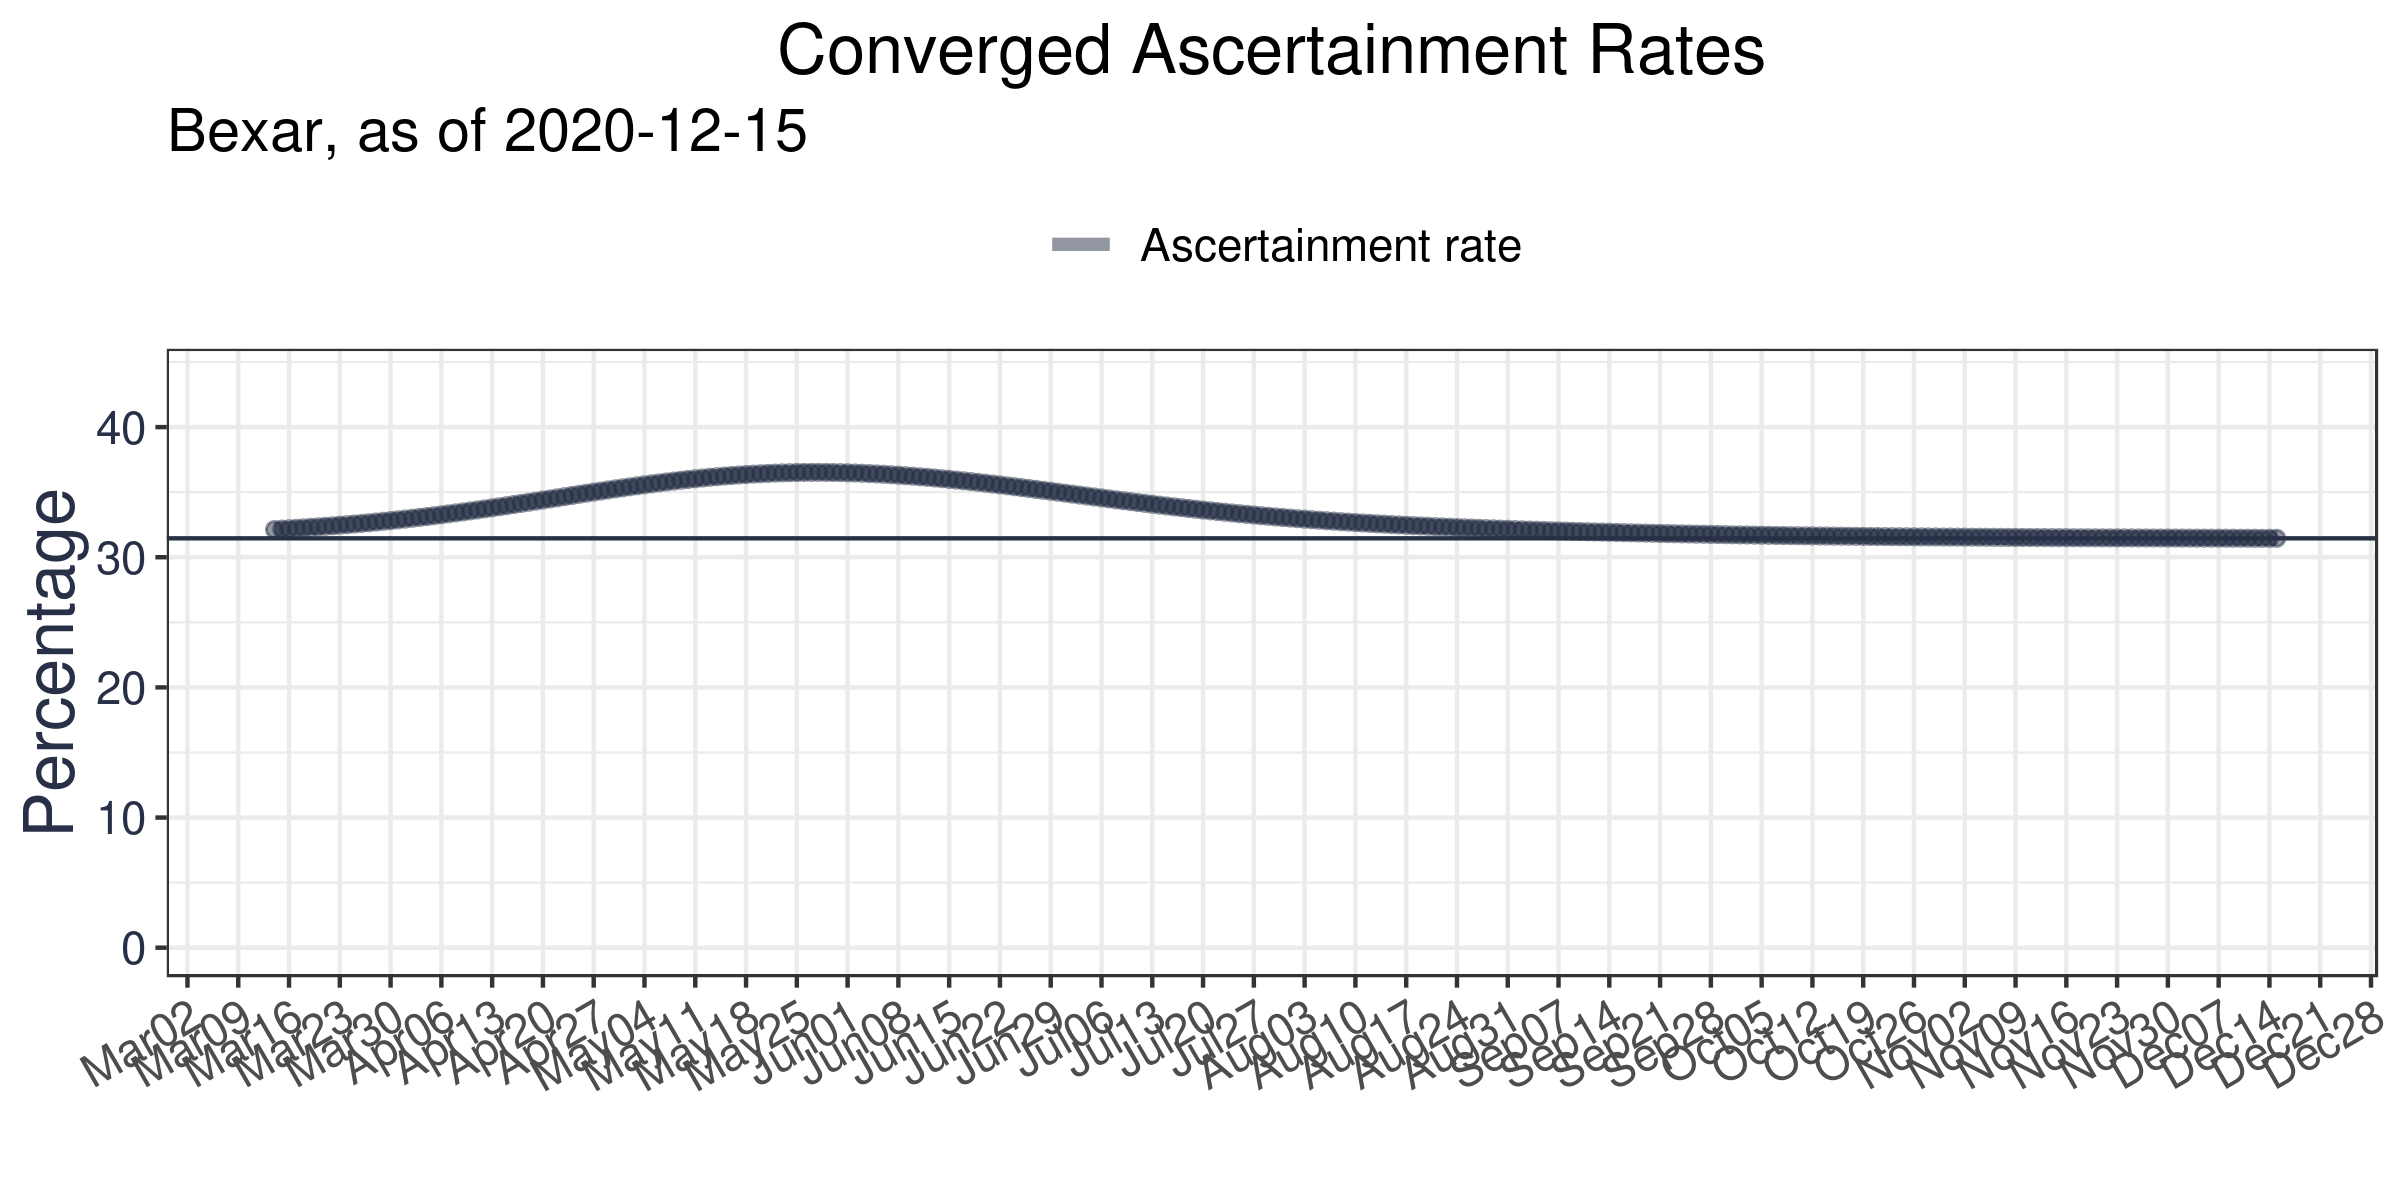 Converged Ascertainment Rates
Bexar, as of 2020-12-15
Ascertainment rate
Percentage
40
30
20
10
0
Mar02
Mar09
Mar16
Mar23
Mar30
Apr06
Apr13
Apr20
Apr27
May04
May11
May18
May25
Jun01
Jun08
Jun15
Jun22
Jun29
Jul06
Jul13
Jul20
Jul27
Aug03
Aug10
Aug17
Aug24
Aug31
Sep07
Sep14
Sep21
Sep28
Oct05
Oct12
Oct19
Oct26
Nov02
Nov09
Nov16
Nov23
Nov30
Dec07
Dec14
Dec21
Dec28